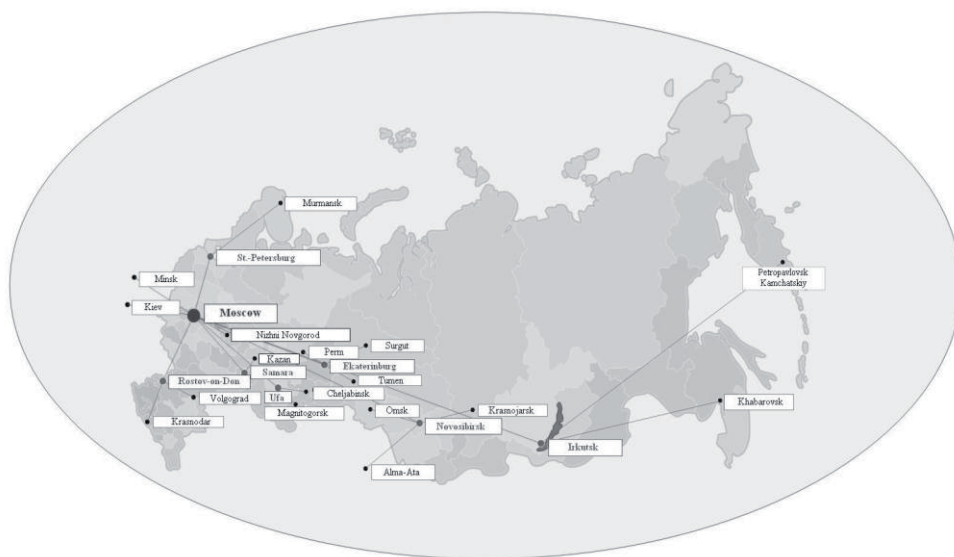 Murmansk
St.-Petersburg
Minsk
Kiev
Moscow
Petropavlovsk
Kamchatskiy
Nizhni Novgorod
Perm
Surgut
Kazan
Ekaterinburg
Samara
Tumen
Rostov-on-Don
Ufa
Cheljabinsk
Volgograd
Magnitogorsk
Omsk
Krasnojarsk
Khabarovsk
Krasnodar
Novosibirsk
Irkutsk
Alma-Ata